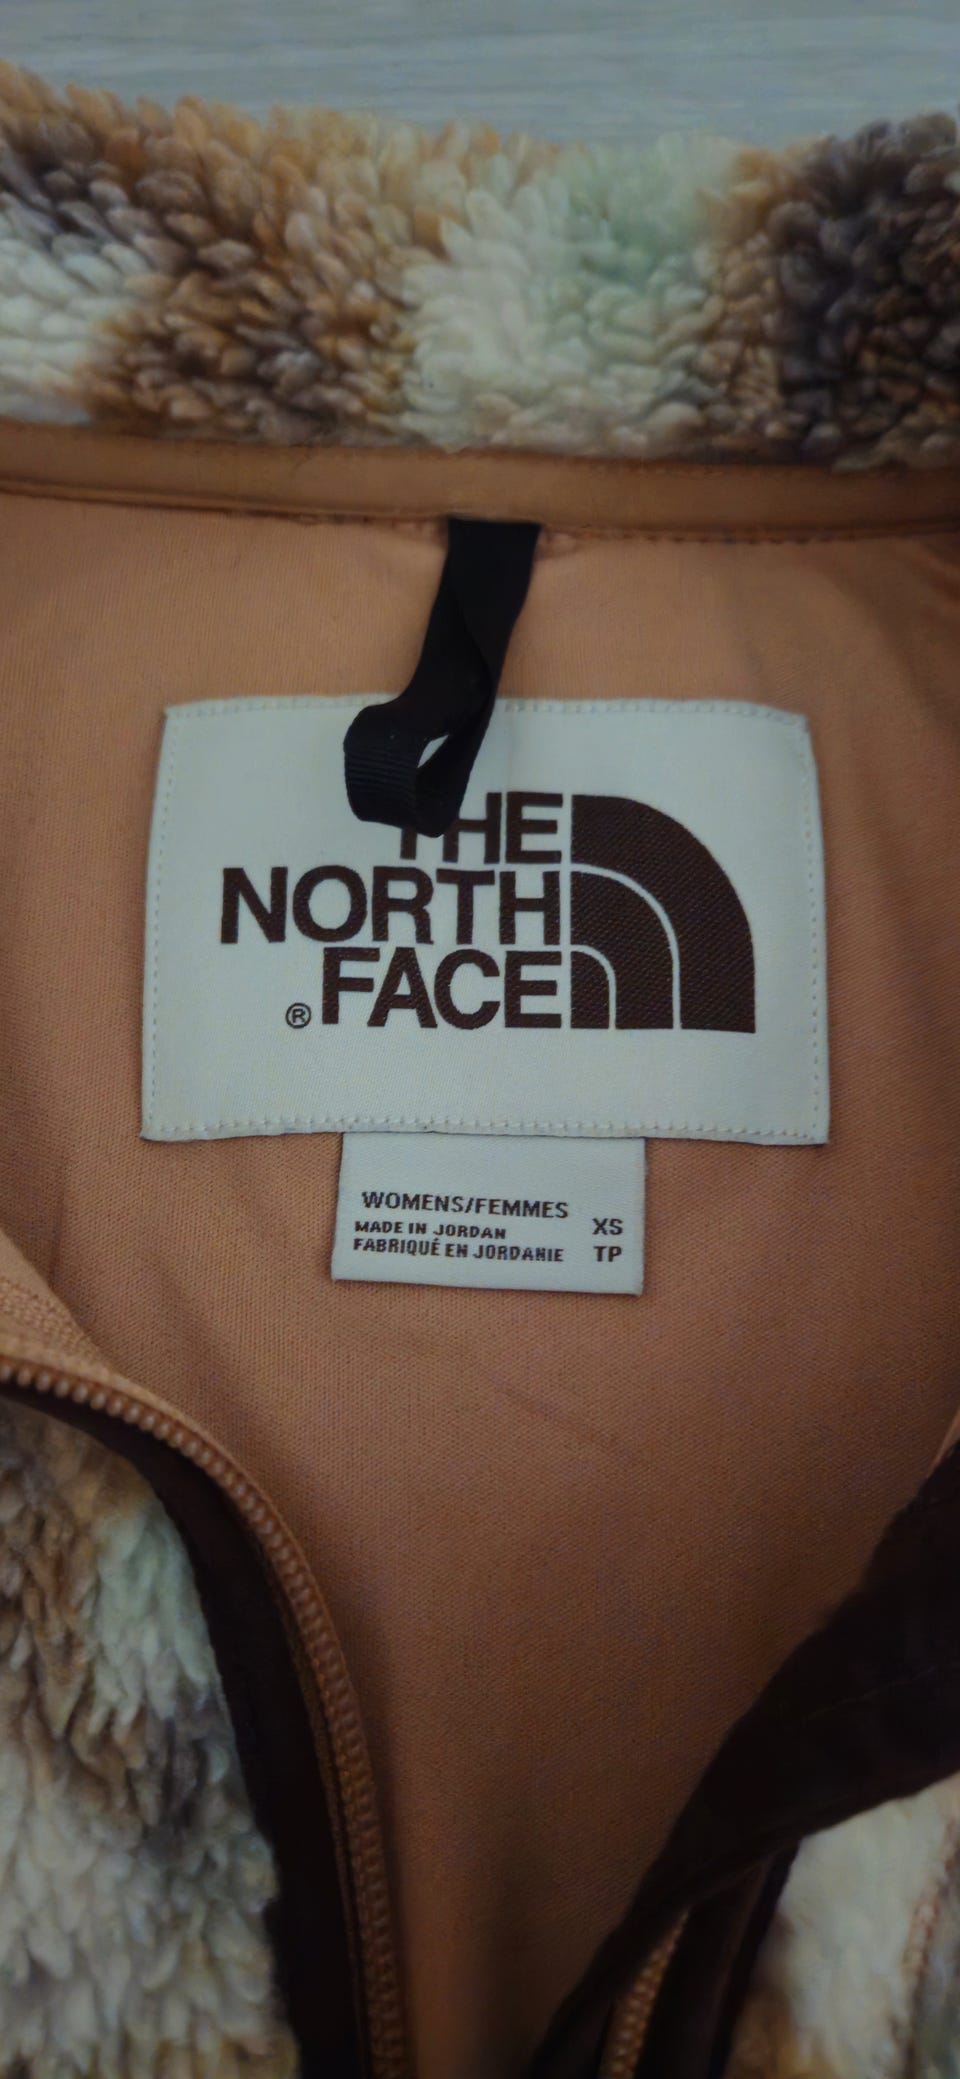 THE
NORTH
FACE
®
WOMENS/FEMMES
MADE IN JORDAN
FABRIQUÉ EN JORDANIE
XS
TP